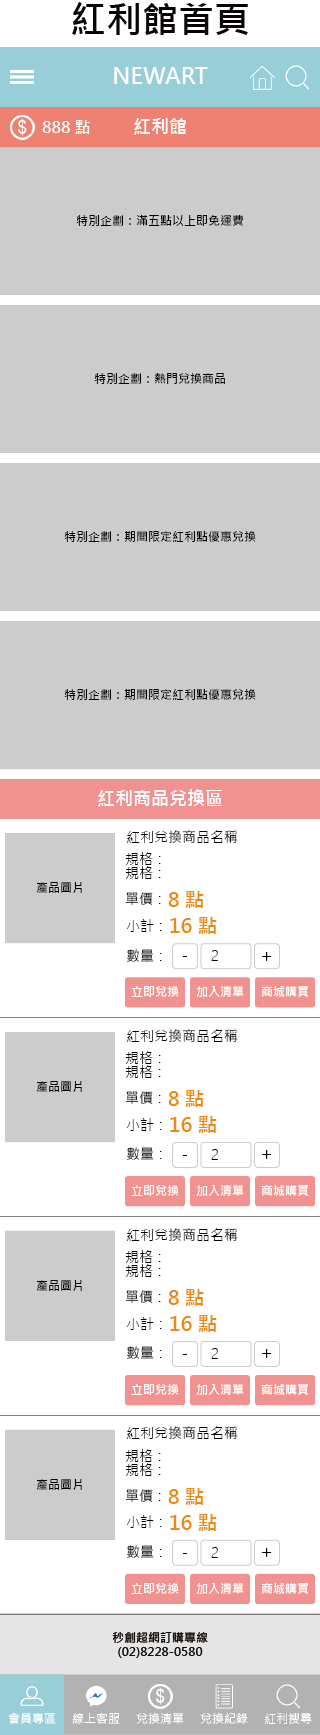 紅利館首頁
NEWART
888 點 紅利館
特別企劃：滿五點以上即免運費
特別企劃：熱門兌換商品
特別企劃：期間限定紅利點優惠兌換
特別企劃：期間限定紅利點優惠兌換
紅利商品兌換區
產品圖片
紅利兌換商品名稱
規格：
規格：
單價：8 點
小計：16 點
數量： - 2 +
立即兌換 加入清單 商城購買
產品圖片
紅利兌換商品名稱
規格：
規格：
單價：8 點
小計：16 點
數量： - 2 +
立即兌換 加入清單 商城購買
產品圖片
紅利兌換商品名稱
規格：
規格：
單價：8 點
小計：16 點
數量： - 2 +
立即兌換 加入清單 商城購買
產品圖片
紅利兌換商品名稱
規格：
規格：
單價：8 點
小計：16 點
數量： - 2 +
立即兌換 加入清單 商城購買
秒創超網訂購專線
(02)8228-0580
會員專區 線上客服 兌換清單 兌換紀錄 紅利搜尋